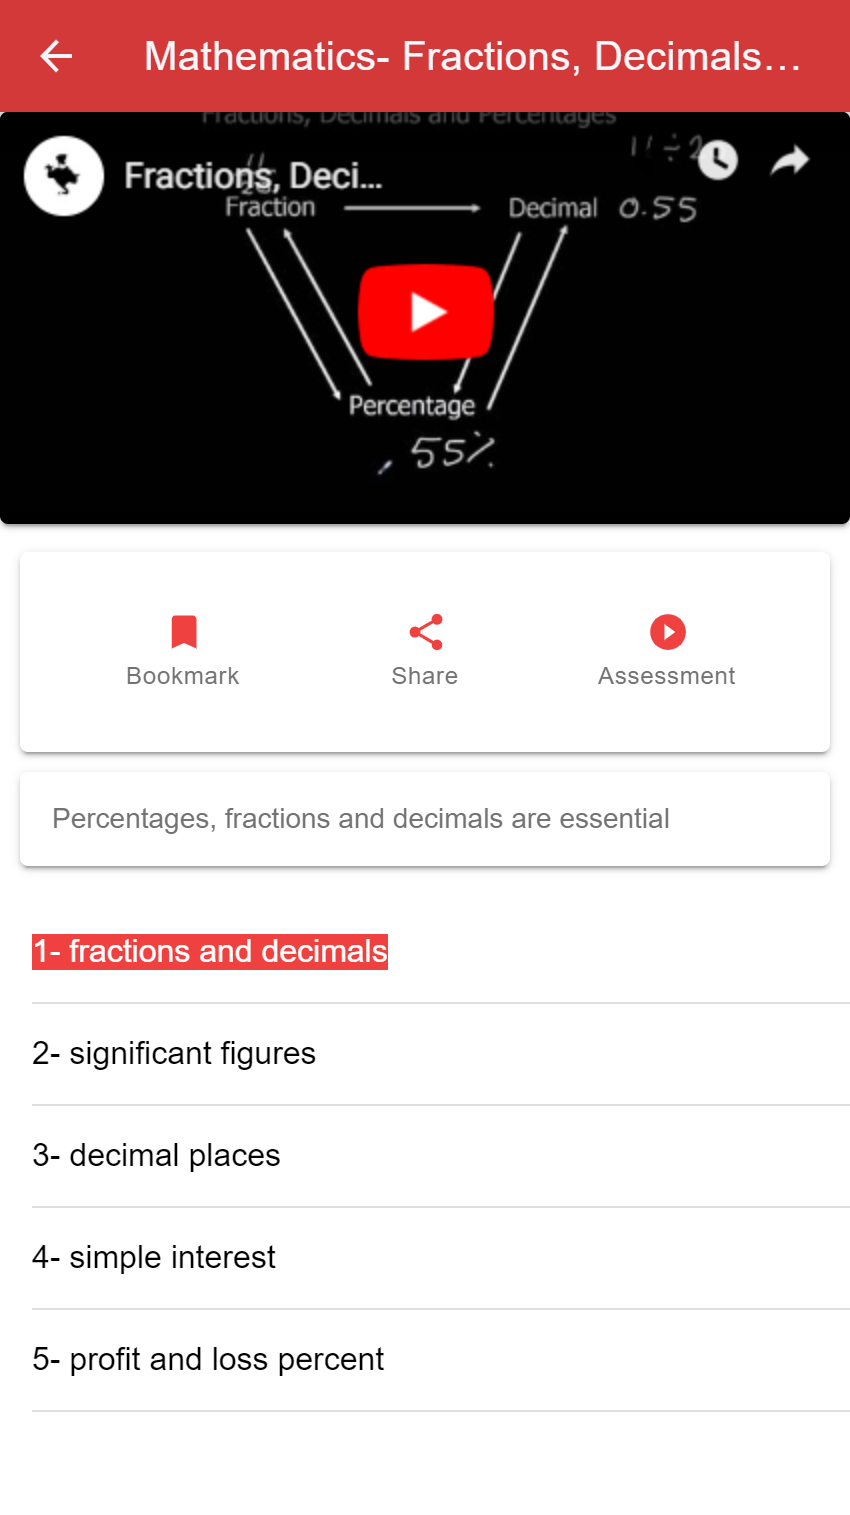 Mathematics- Fractions, Decimals...
Fractions, Decimals and Percentages
11 ÷ 2
Fractions, Deci...
Fraction
Decimal 0.55
Percentage
55%
Bookmark
Share
Assessment
Percentages, fractions and decimals are essential
1- fractions and decimals
2- significant figures
3- decimal places
4- simple interest
5- profit and loss percent